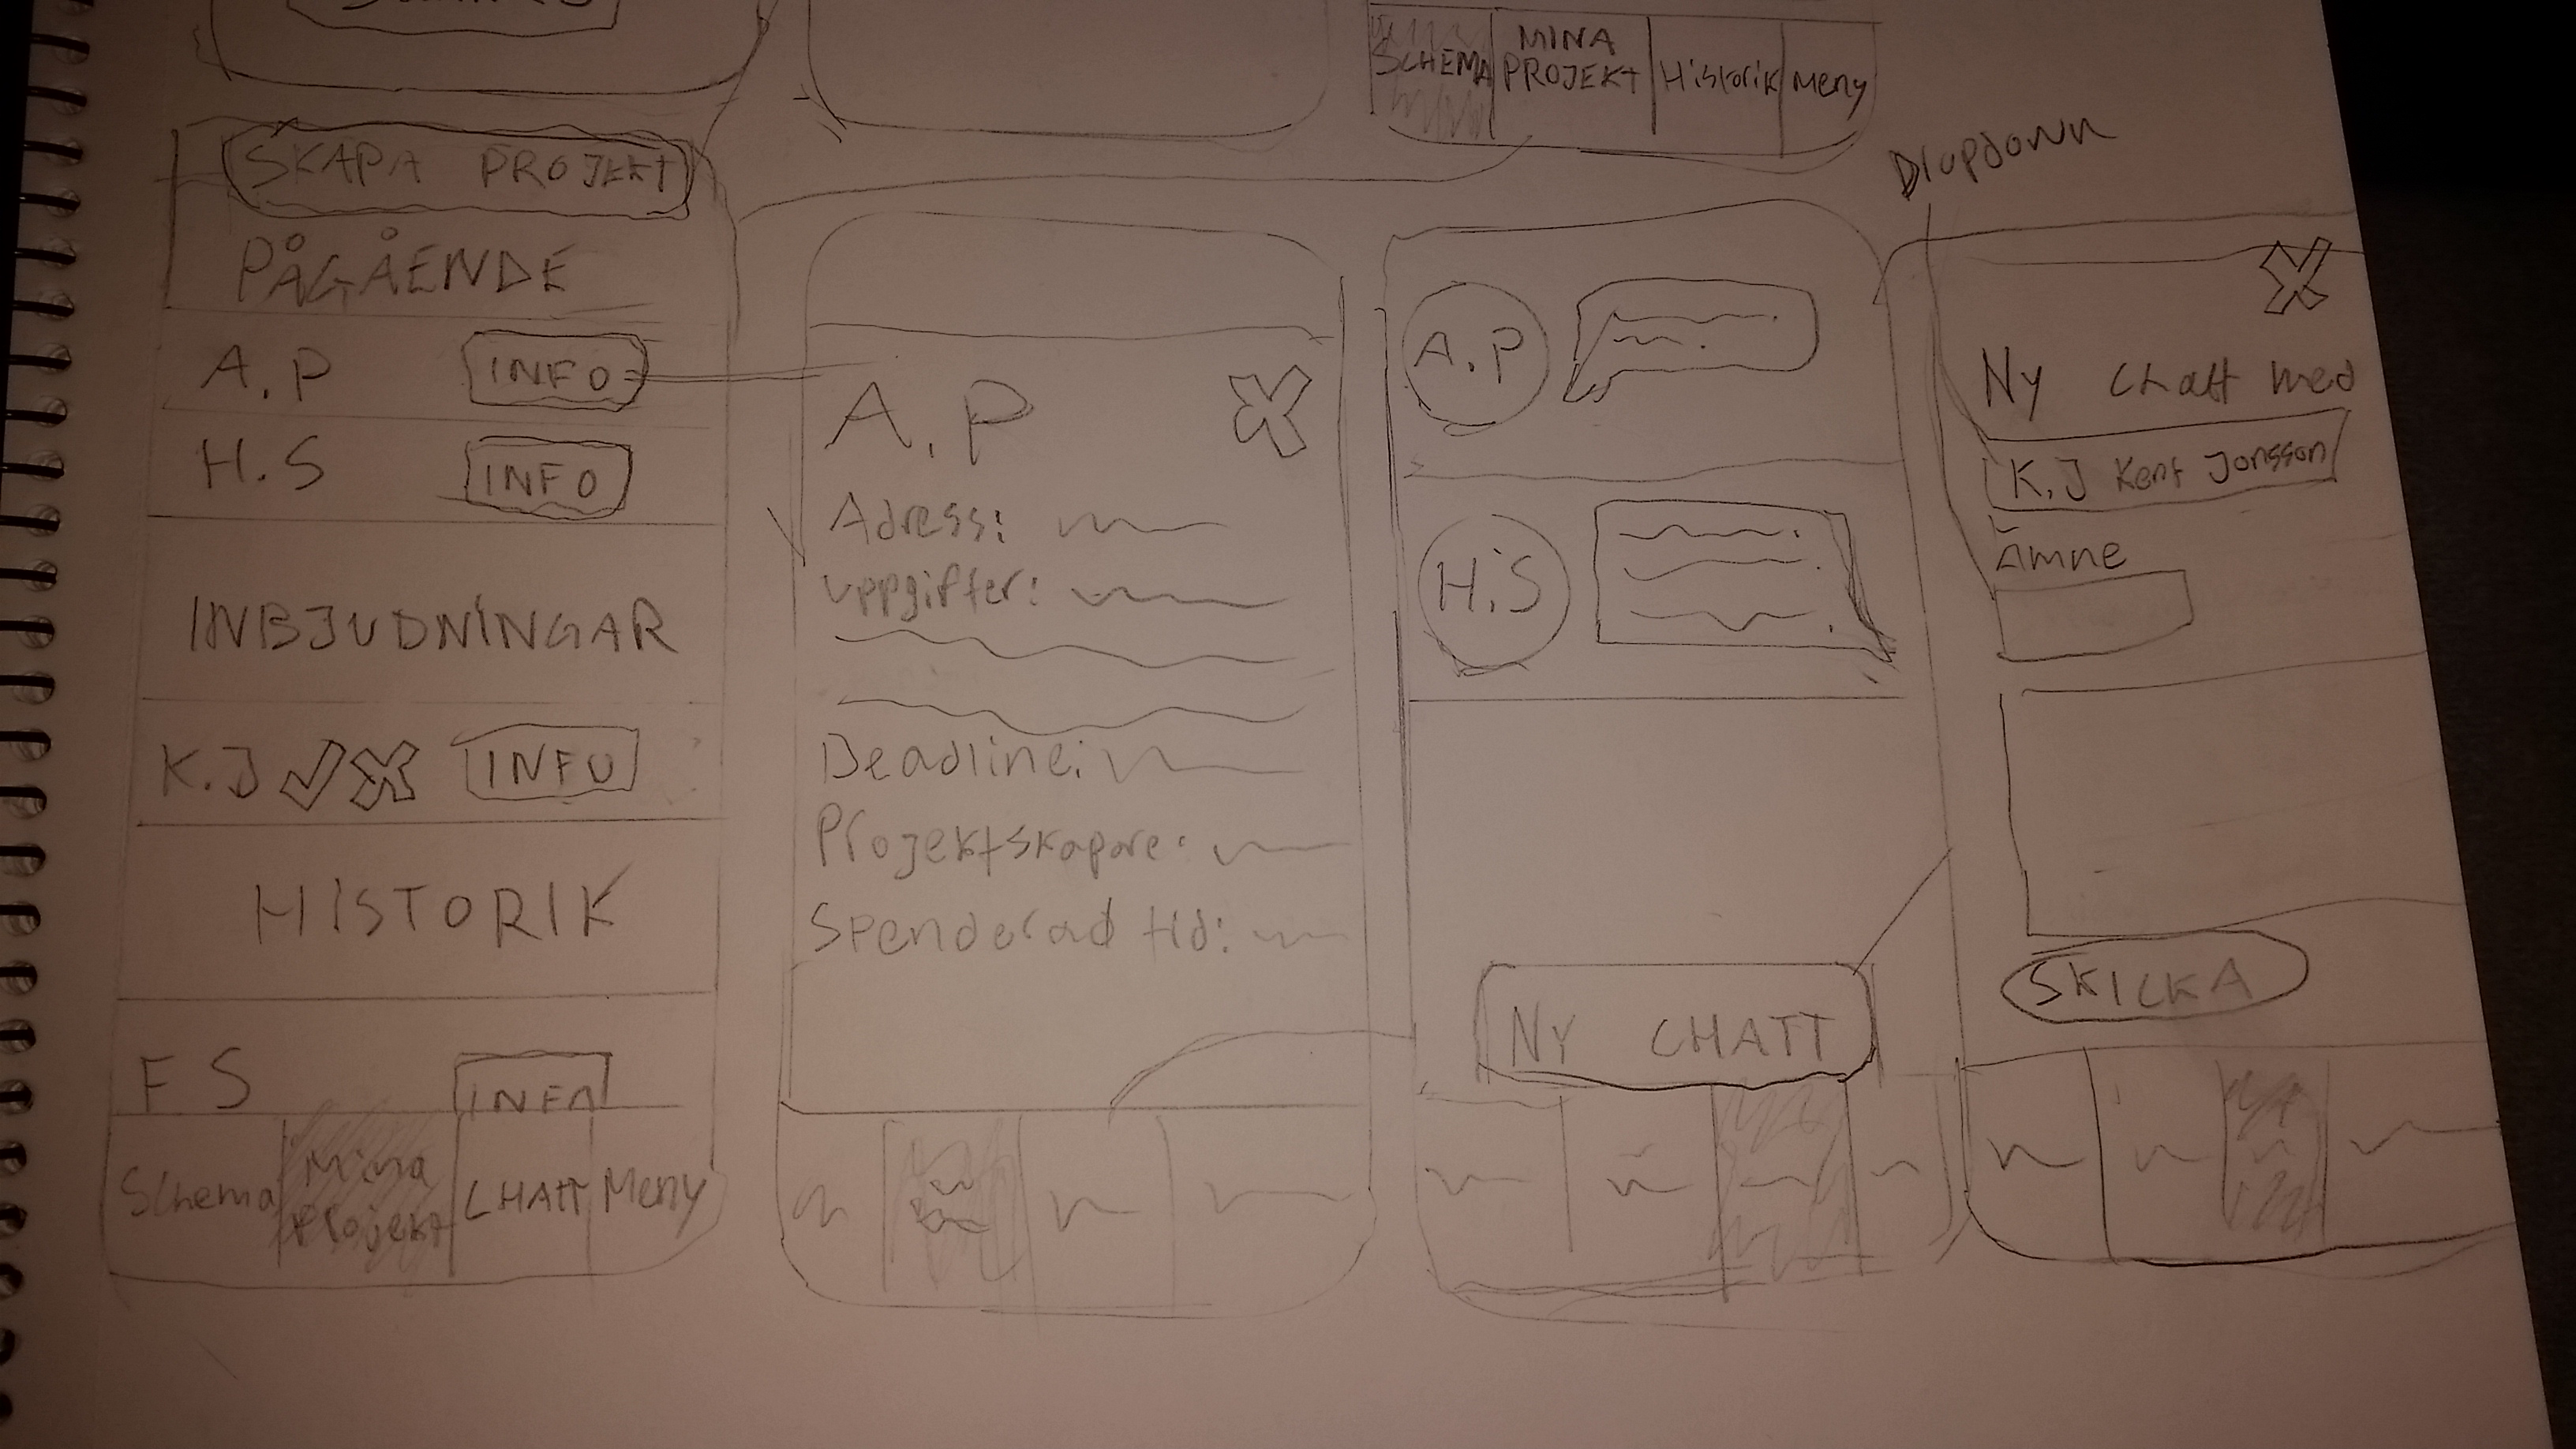 SCHEMA
MINA
PROJEKT
Historik
Meny
Dropdown
SKAPA PROJEKT
PÅGÅENDE
A.P INFO
H.S INFO
INBJUDNINGAR
K.J INFO
HISTORIK
F S INFO
Schema
Mina
Projekt
CHATT
Meny
A.P
Adress:
uppgifter:
Deadline:
Projektskapare:
Spenderad tid:
A.P
H.S
NY CHATT
Ny chatt med
K.J Kent Jonsson
Ämne
SKICKA